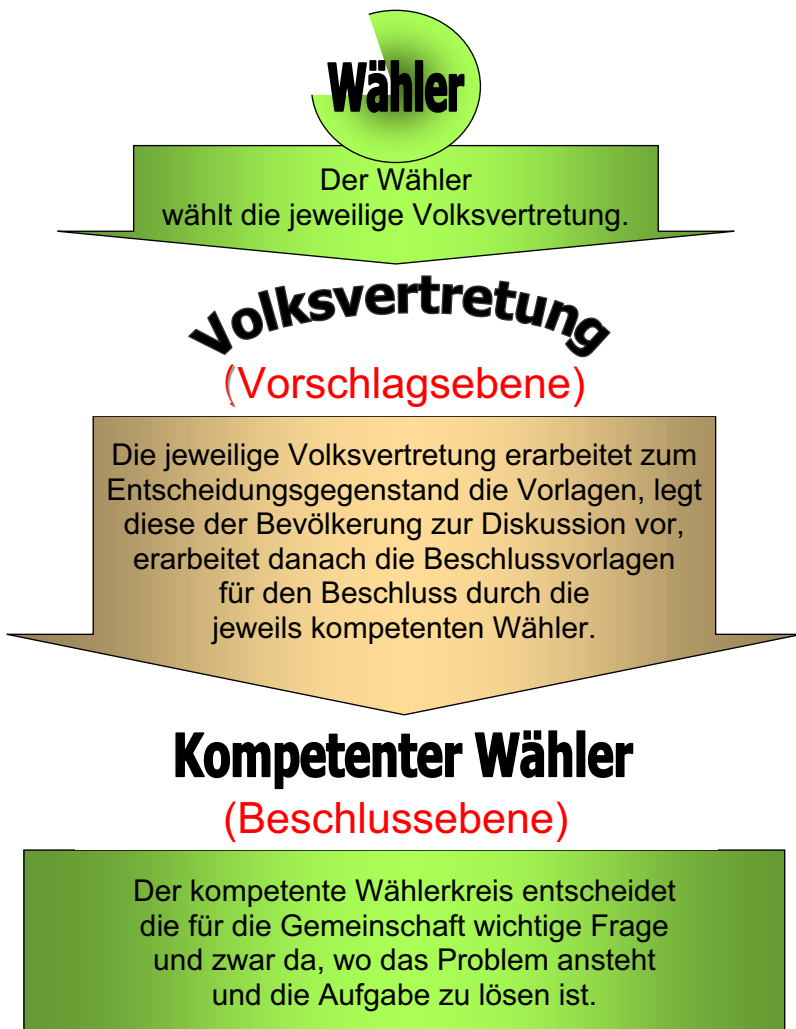 Wähler
Der Wähler
wählt die jeweilige Volksvertretung.
Volksvertretung
(Vorschlagsebene)
Die jeweilige Volksvertretung erarbeitet zum
Entscheidungsgegenstand die Vorlagen, legt
diese der Bevölkerung zur Diskussion vor,
erarbeitet danach die Beschlussvorlagen
für den Beschluss durch die
jeweils kompetenten Wähler.
Kompetenter Wähler
(Beschlussebene)
Der kompetente Wählerkreis entscheidet
die für die Gemeinschaft wichtige Frage
und zwar da, wo das Problem ansteht
und die Aufgabe zu lösen ist.